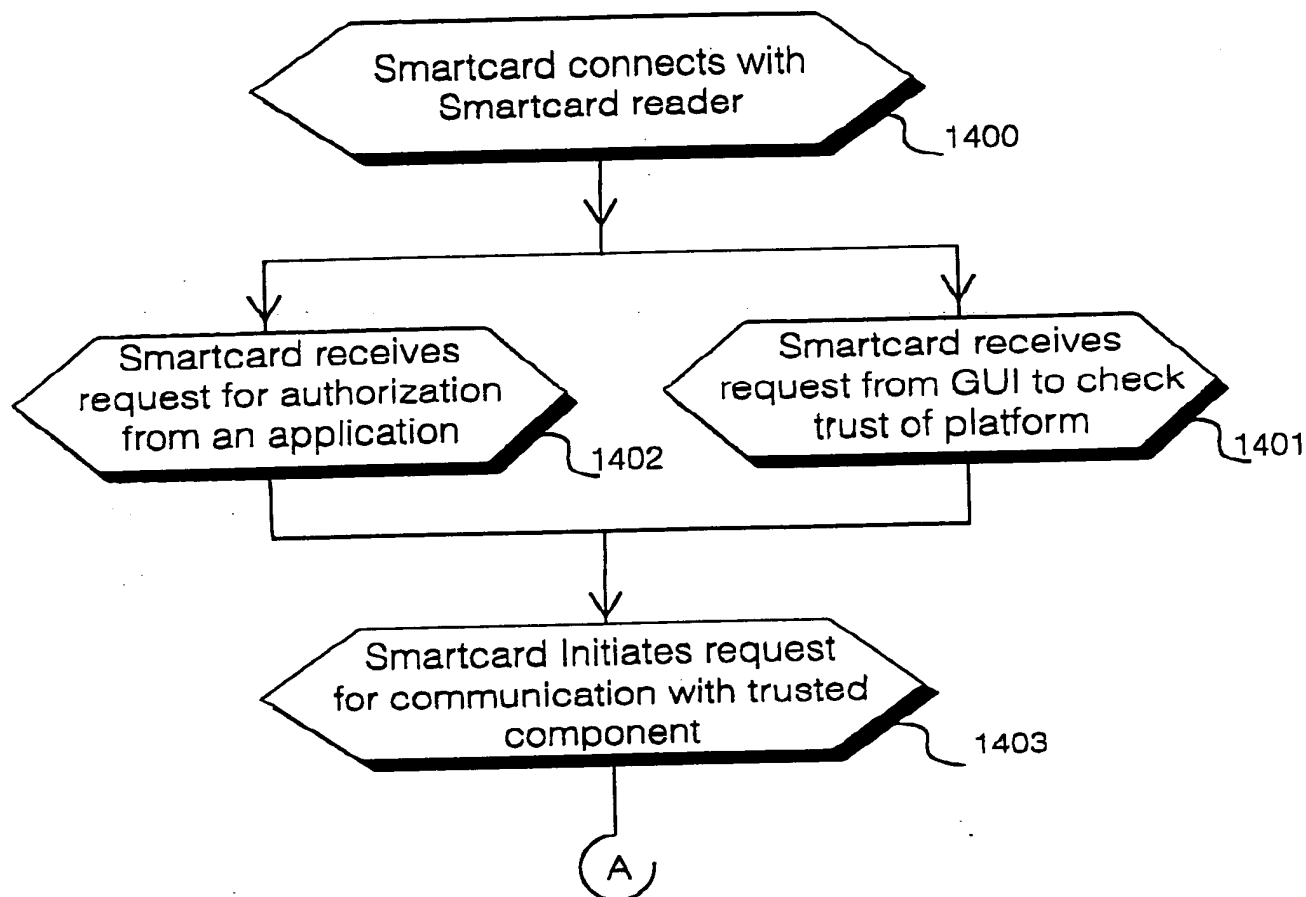 Smartcard connects with
Smartcard reader
1400
Smartcard receives
request for authorization
from an application
1402
Smartcard receives
request from GUI to check
trust of platform
1401
Smartcard Initiates request
for communication with trusted
component
1403
A